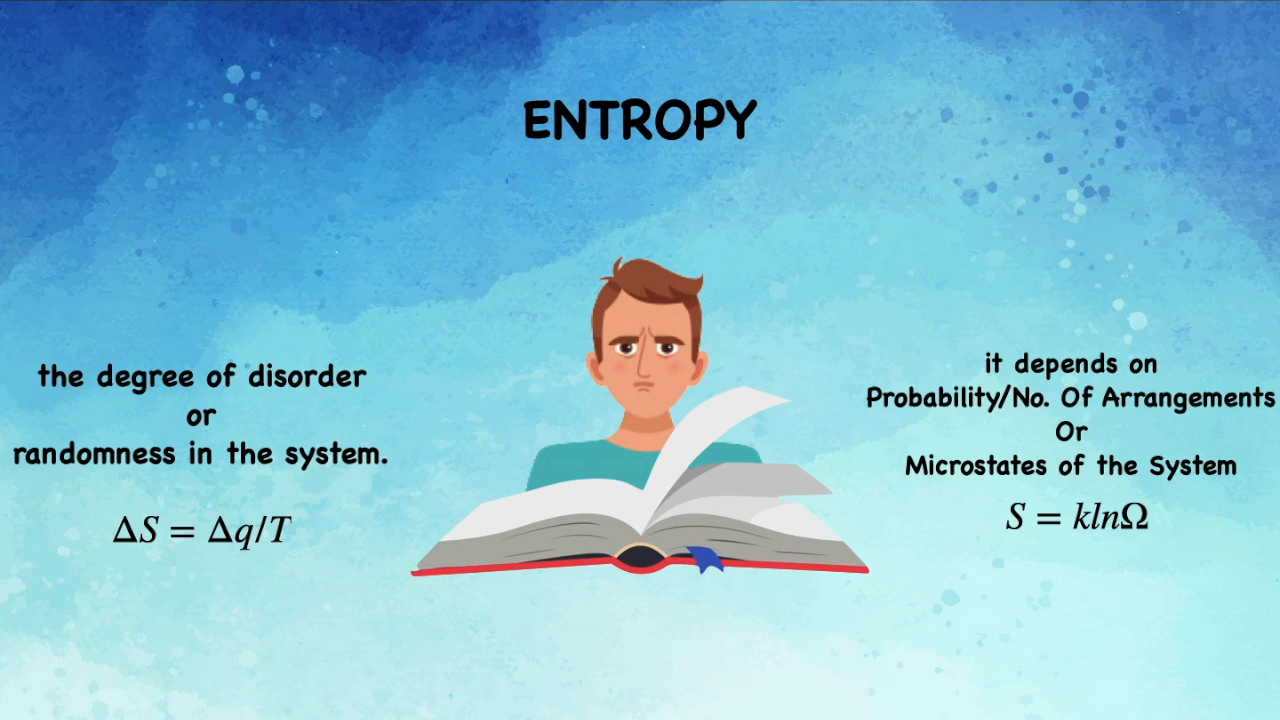 ENTROPY
the degree of disorder
or
randomness in the system.
ΔS = Δq/T
it depends on
Probability/No. Of Arrangements
Or
Microstates of the System
S = klnΩ